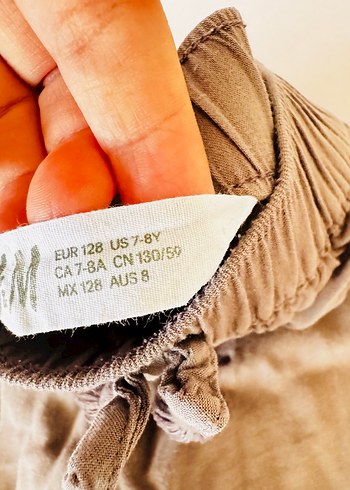 M
EUR 128 US 7-8Y
CA 7-8A CN 130/59
MX 128 AUS 8